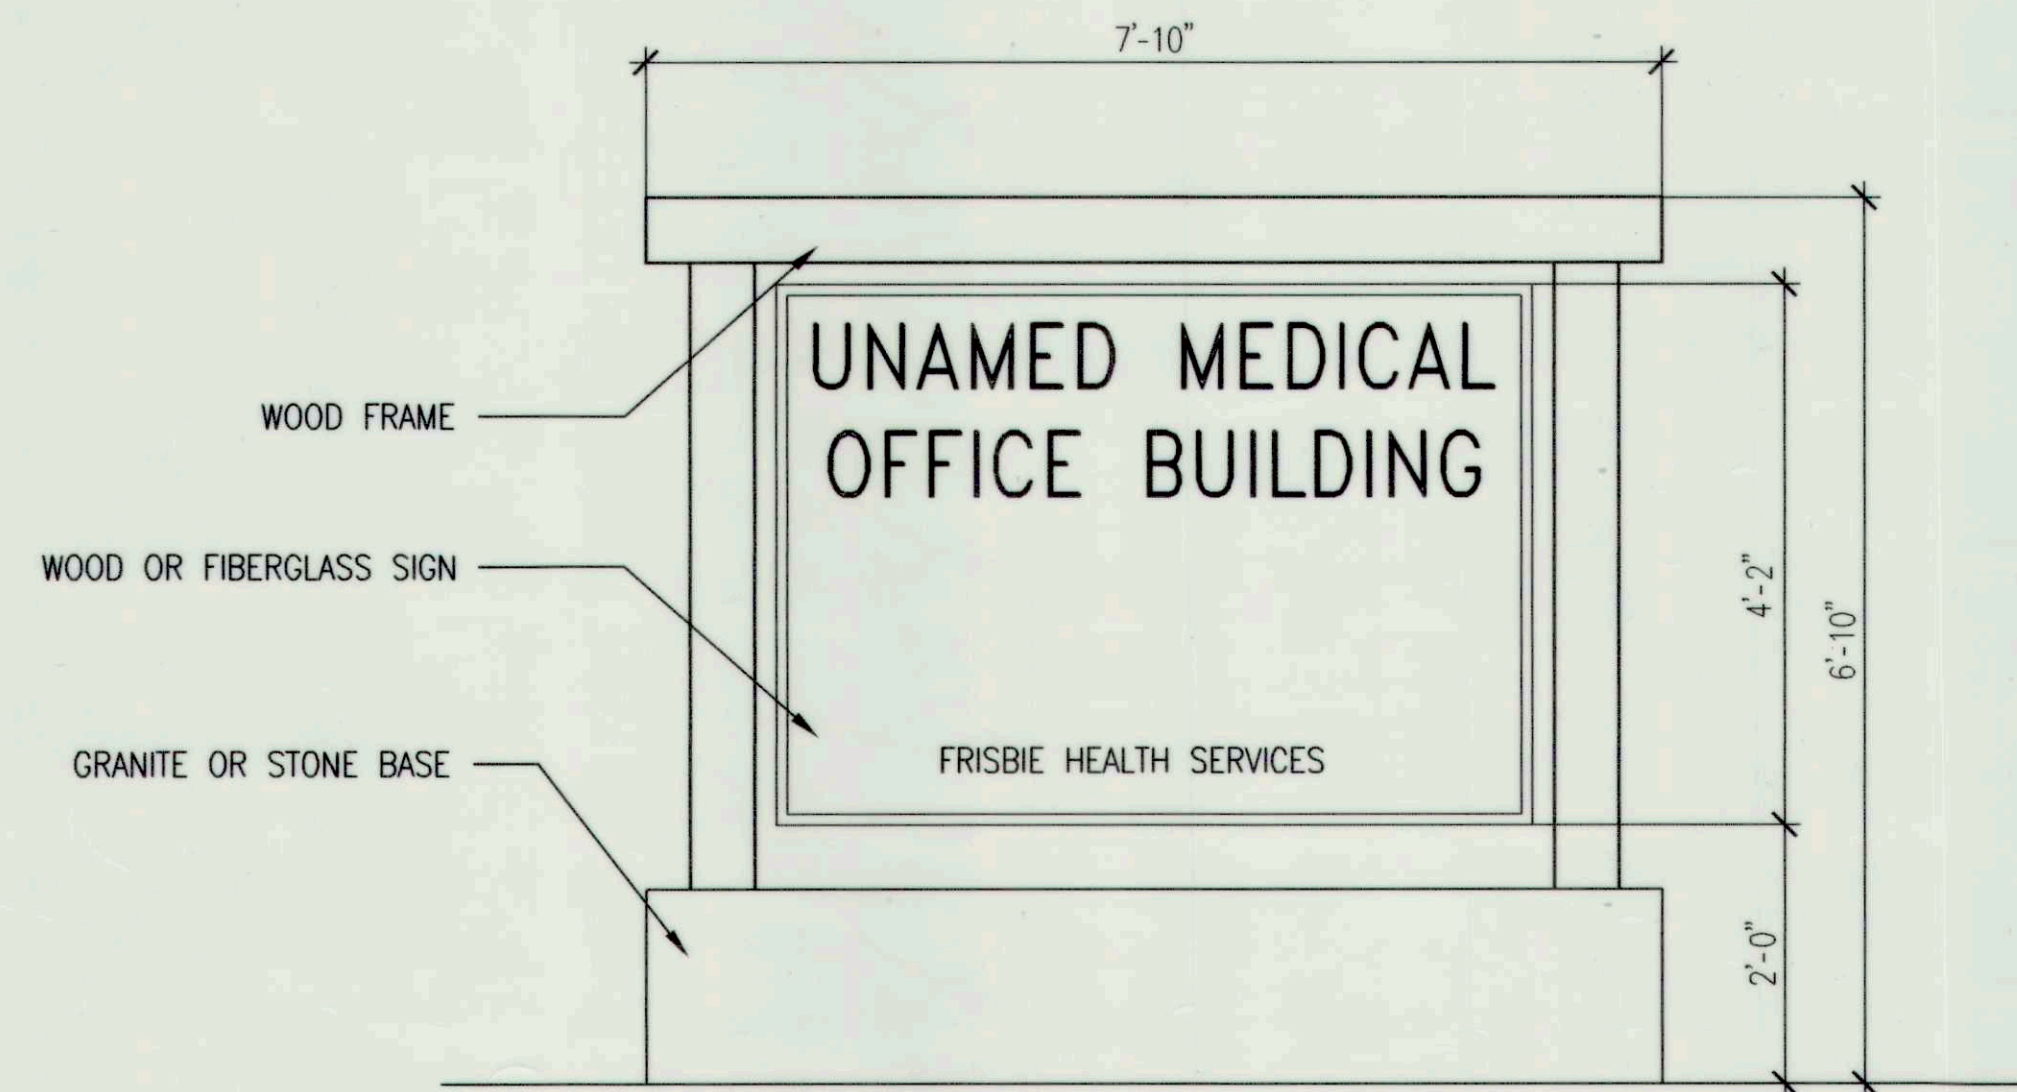 7'-10"
UNAMED MEDICAL
OFFICE BUILDING
WOOD FRAME
WOOD OR FIBERGLASS SIGN
4'-2"
6'-10"
GRANITE OR STONE BASE
FRISBIE HEALTH SERVICES
2'-0"